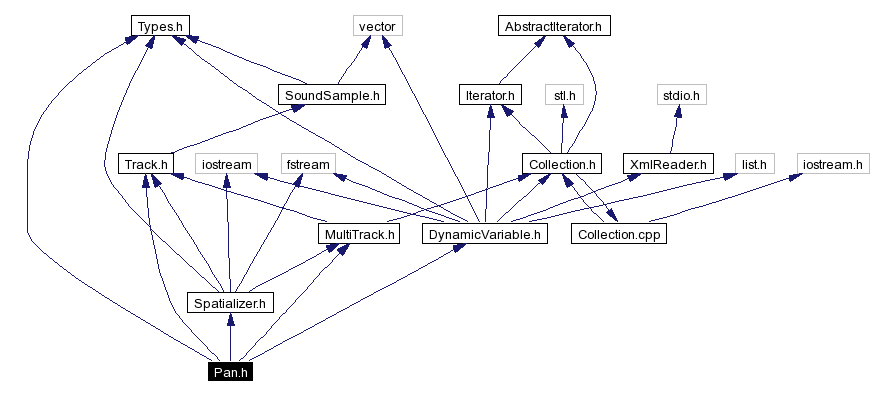 Types.h
vector
AbstractIterator.h
SoundSample.h
Iterator.h
stl.h
stdio.h
Track.h
iostream
fstream
Collection.h
XmlReader.h
list.h
iostream.h
MultiTrack.h
DynamicVariable.h
Collection.cpp
Spatializer.h
Pan.h